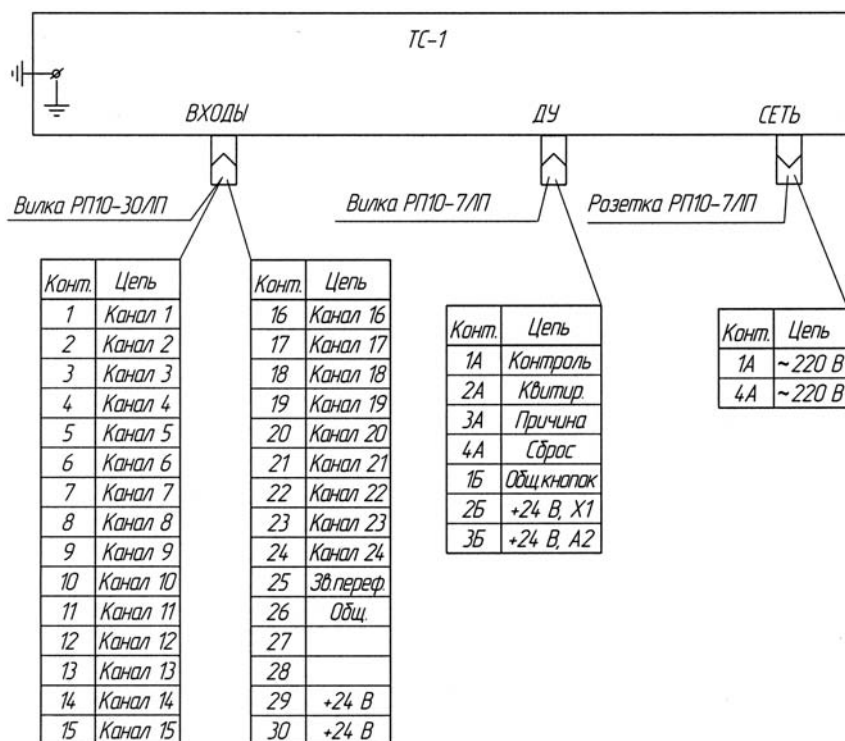 ТС-1
ВХОДЫ
ДУ
СЕТЬ
Вилка РП10-30/ЛП
Вилка РП10-7/ЛП
Розетка РП10-7/ЛП
Конт. Цепь
1 Канал 1
2 Канал 2
3 Канал 3
4 Канал 4
5 Канал 5
6 Канал 6
7 Канал 7
8 Канал 8
9 Канал 9
10 Канал 10
11 Канал 11
12 Канал 12
13 Канал 13
14 Канал 14
15 Канал 15
Конт. Цепь
16 Канал 16
17 Канал 17
18 Канал 18
19 Канал 19
20 Канал 20
21 Канал 21
22 Канал 22
23 Канал 23
24 Канал 24
25 Зв.переф.
26 Общ.
27
28
29 +24 В
30 +24 В
Конт. Цепь
1А Контроль
2А Квитир.
3А Причина
4А Сброс
1Б Общ.кнопок
2Б +24 В, Х1
3Б +24 В, А2
Конт. Цепь
1А ~220 В
4А ~220 В